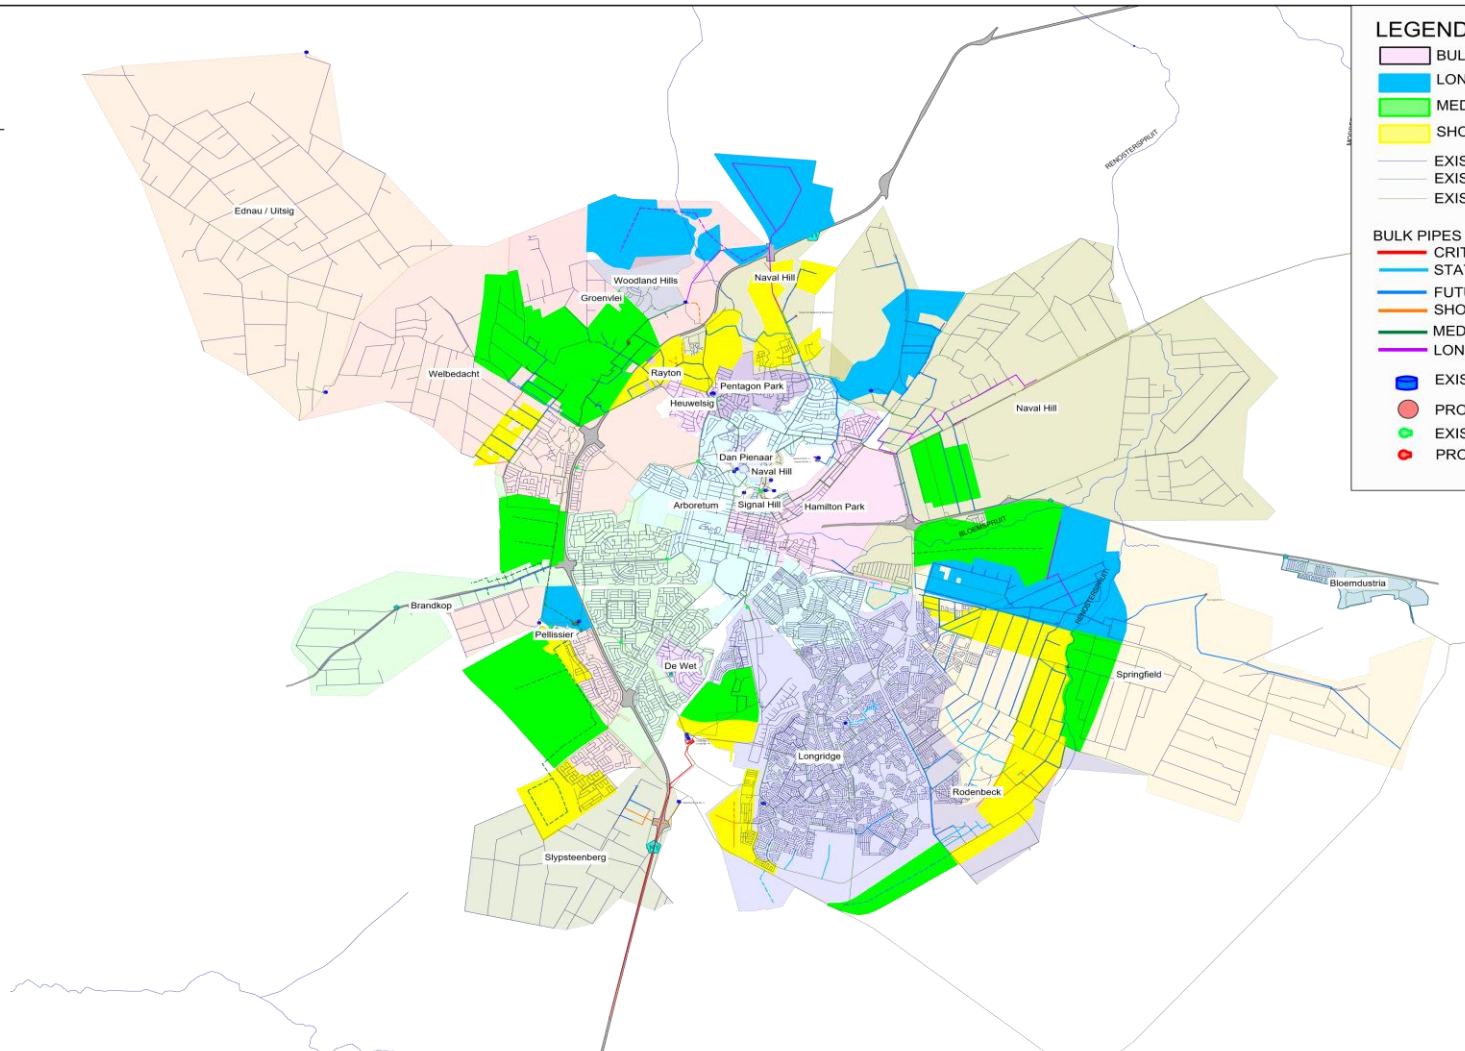 LEGEND
BUL
LON
MED
SHO
EXIS
EXIS
EXIS
BULK PIPES
CRIT
STAT
FUTU
SHO
MED
LON
EXIS
PRO
EXIS
PRO
RENOSTERSPRUIT
Ednau / Uitsig
Woodland Hills
Naval Hill
Groenvlei
Welbedacht
Rayton
Pentagon Park
Heuwelsig
Naval Hill
Dan Pienaar
Naval Hill
Arboretum
Signal Hill
Hamilton Park
BLOEMSPRUIT
Bloemdustria
RENOSTERSPRUIT
Brandkop
Pellissier
De Wet
Springfield
Longridge
Rodenbeck
Slypsteenberg